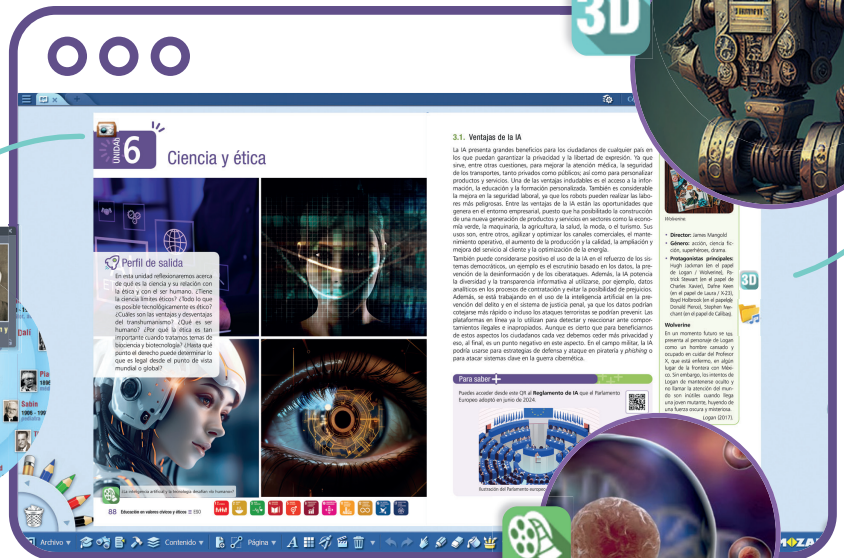 3D
UNIDAD
6
Ciencia y ética
Perfil de salida
En esta unidad reflexionaremos acerca
de qué es la ciencia y su relación con
la ética y con el ser humano. ¿Tiene
la ciencia límites éticos? ¿Todo lo que
es posible tecnológicamente es ético?
¿Cuáles son las ventajas y desventajas
del transhumanismo? ¿Qué es ser
humano? ¿Por qué la ética es tan
importante cuando tratamos temas de
biociencia y biotecnología? ¿Hasta qué
punto el derecho puede determinar lo
que es legal desde el punto de vista
mundial o global?
¿La inteligencia artificial y la tecnología desafían lo humano?
88 Educación en valores cívicos y éticos ESO
3.1. Ventajas de la IA
La IA presenta grandes beneficios para los ciudadanos de cualquier país en
los que puedan garantizar la privacidad y la libertad de expresión. Ya que
sirve, entre otras cuestiones, para mejorar la atención médica, la seguridad
de los transportes, tanto privados como públicos; así como para personalizar
productos y servicios. Una de las ventajas indudables es el acceso a la infor-
mación, la educación y la formación personalizada. También es considerable
la mejora en la seguridad laboral, ya que los robots pueden realizar las labo-
res más peligrosas. Entre las ventajas de la IA están las oportunidades que
genera en el entorno empresarial, puesto que ha posibilitado la construcción
de una nueva generación de productos y servicios en sectores como la econo-
mía verde, la maquinaria, la agricultura, la salud, la moda, o el turismo. Sus
usos son, entre otros, agilizar y optimizar los canales comerciales, el mante-
nimiento operativo, el aumento de la producción y la calidad, la ampliación y
mejora del servicio al cliente y la optimización de la energía.
También puede considerarse positivo el uso de la IA en el refuerzo de los sis-
temas democráticos, un ejemplo es el escrutinio basado en los datos, la pre-
vención de la desinformación y de los ciberataques. Además, la IA potencia
la diversidad y la transparencia informativa al utilizarse, por ejemplo, datos
analíticos en los procesos de contratación y evitar la posibilidad de prejuicios.
Además, se está trabajando en el uso de la inteligencia artificial en la pre-
vención del delito y en el sistema de justicia penal, ya que los datos podrían
cotejarse más rápido o incluso los ataques terroristas se podrían prevenir. Las
plataformas en línea ya lo utilizan para detectar y reaccionar ante compor-
tamientos ilegales e inapropiados. Aunque es cierto que para beneficiarnos
de estos aspectos los ciudadanos cada vez debemos ceder más privacidad y
eso, al final, es un punto negativo en este aspecto. En el campo militar, la IA
podría usarse para estrategias de defensa y ataque en piratería y phishing o
para atacar sistemas clave en la guerra cibernética.
Para saber +
Puedes acceder desde este QR al Reglamento de IA que el Parlamento
Europeo adoptó en junio de 2024.
Ilustración del Parlamento europeo
Wolverine.
• Director: James Mangold
• Género: acción, ciencia fic-
ción, superhéroes, drama.
• Protagonistas principales:
Hugh Jackman (en el papel
de Logan / Wolverine), Pa-
trick Stewart (en el papel de
Charles Xavier), Dafne Keen
(en el papel de Laura / X-23),
Boyd Holbrook (en el papel de
Donald Pierce), Stephen Mer-
chant (en el papel de Caliban).
Wolverine
En un momento futuro se nos
presenta al personaje de Logan
como un hombre cansado y
ocupado en cuidar del Profesor
X, que está enfermo, en algún
lugar de la frontera con Méxi-
co. Sin embargo, los intentos de
Logan de mantenerse oculto y
no llamar la atención del mun-
do son inútiles cuando llega
una joven mutante, huyendo de
una fuerza oscura y misteriosa.
Logan (2017).
3D
Dalí
Sabin
1906 - 199
Archivo
Contenido
Página